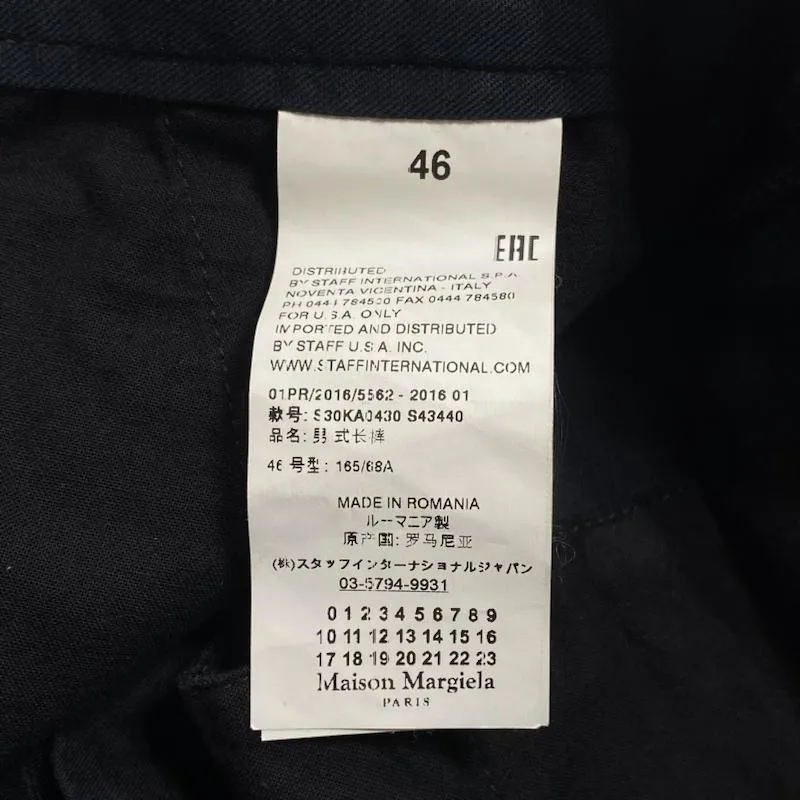 46
EAC
DISTRIBUTED
BY STAFF INTERNATIONAL S.P.A.
NOVENTA VICENTINA - ITALY
PH 0444 784500 FAX 0444 784580
FOR U.S.A. ONLY
IMPORTED AND DISTRIBUTED
BY STAFF U.S.A. INC.
WWW.STAFFINTERNATIONAL.COM
01PR/2016/5562 - 2016 01
款号: S30KA0430 S43440
品名: 男式长裤
46 号型: 165/68A
MADE IN ROMANIA
ルーマニア製
原产国: 罗马尼亚
(株)スタッフインターナショナルジャパン
03-5794-9931
0 1 2 3 4 5 6 7 8 9
10 11 12 13 14 15 16
17 18 19 20 21 22 23
Maison Margiela
PARIS